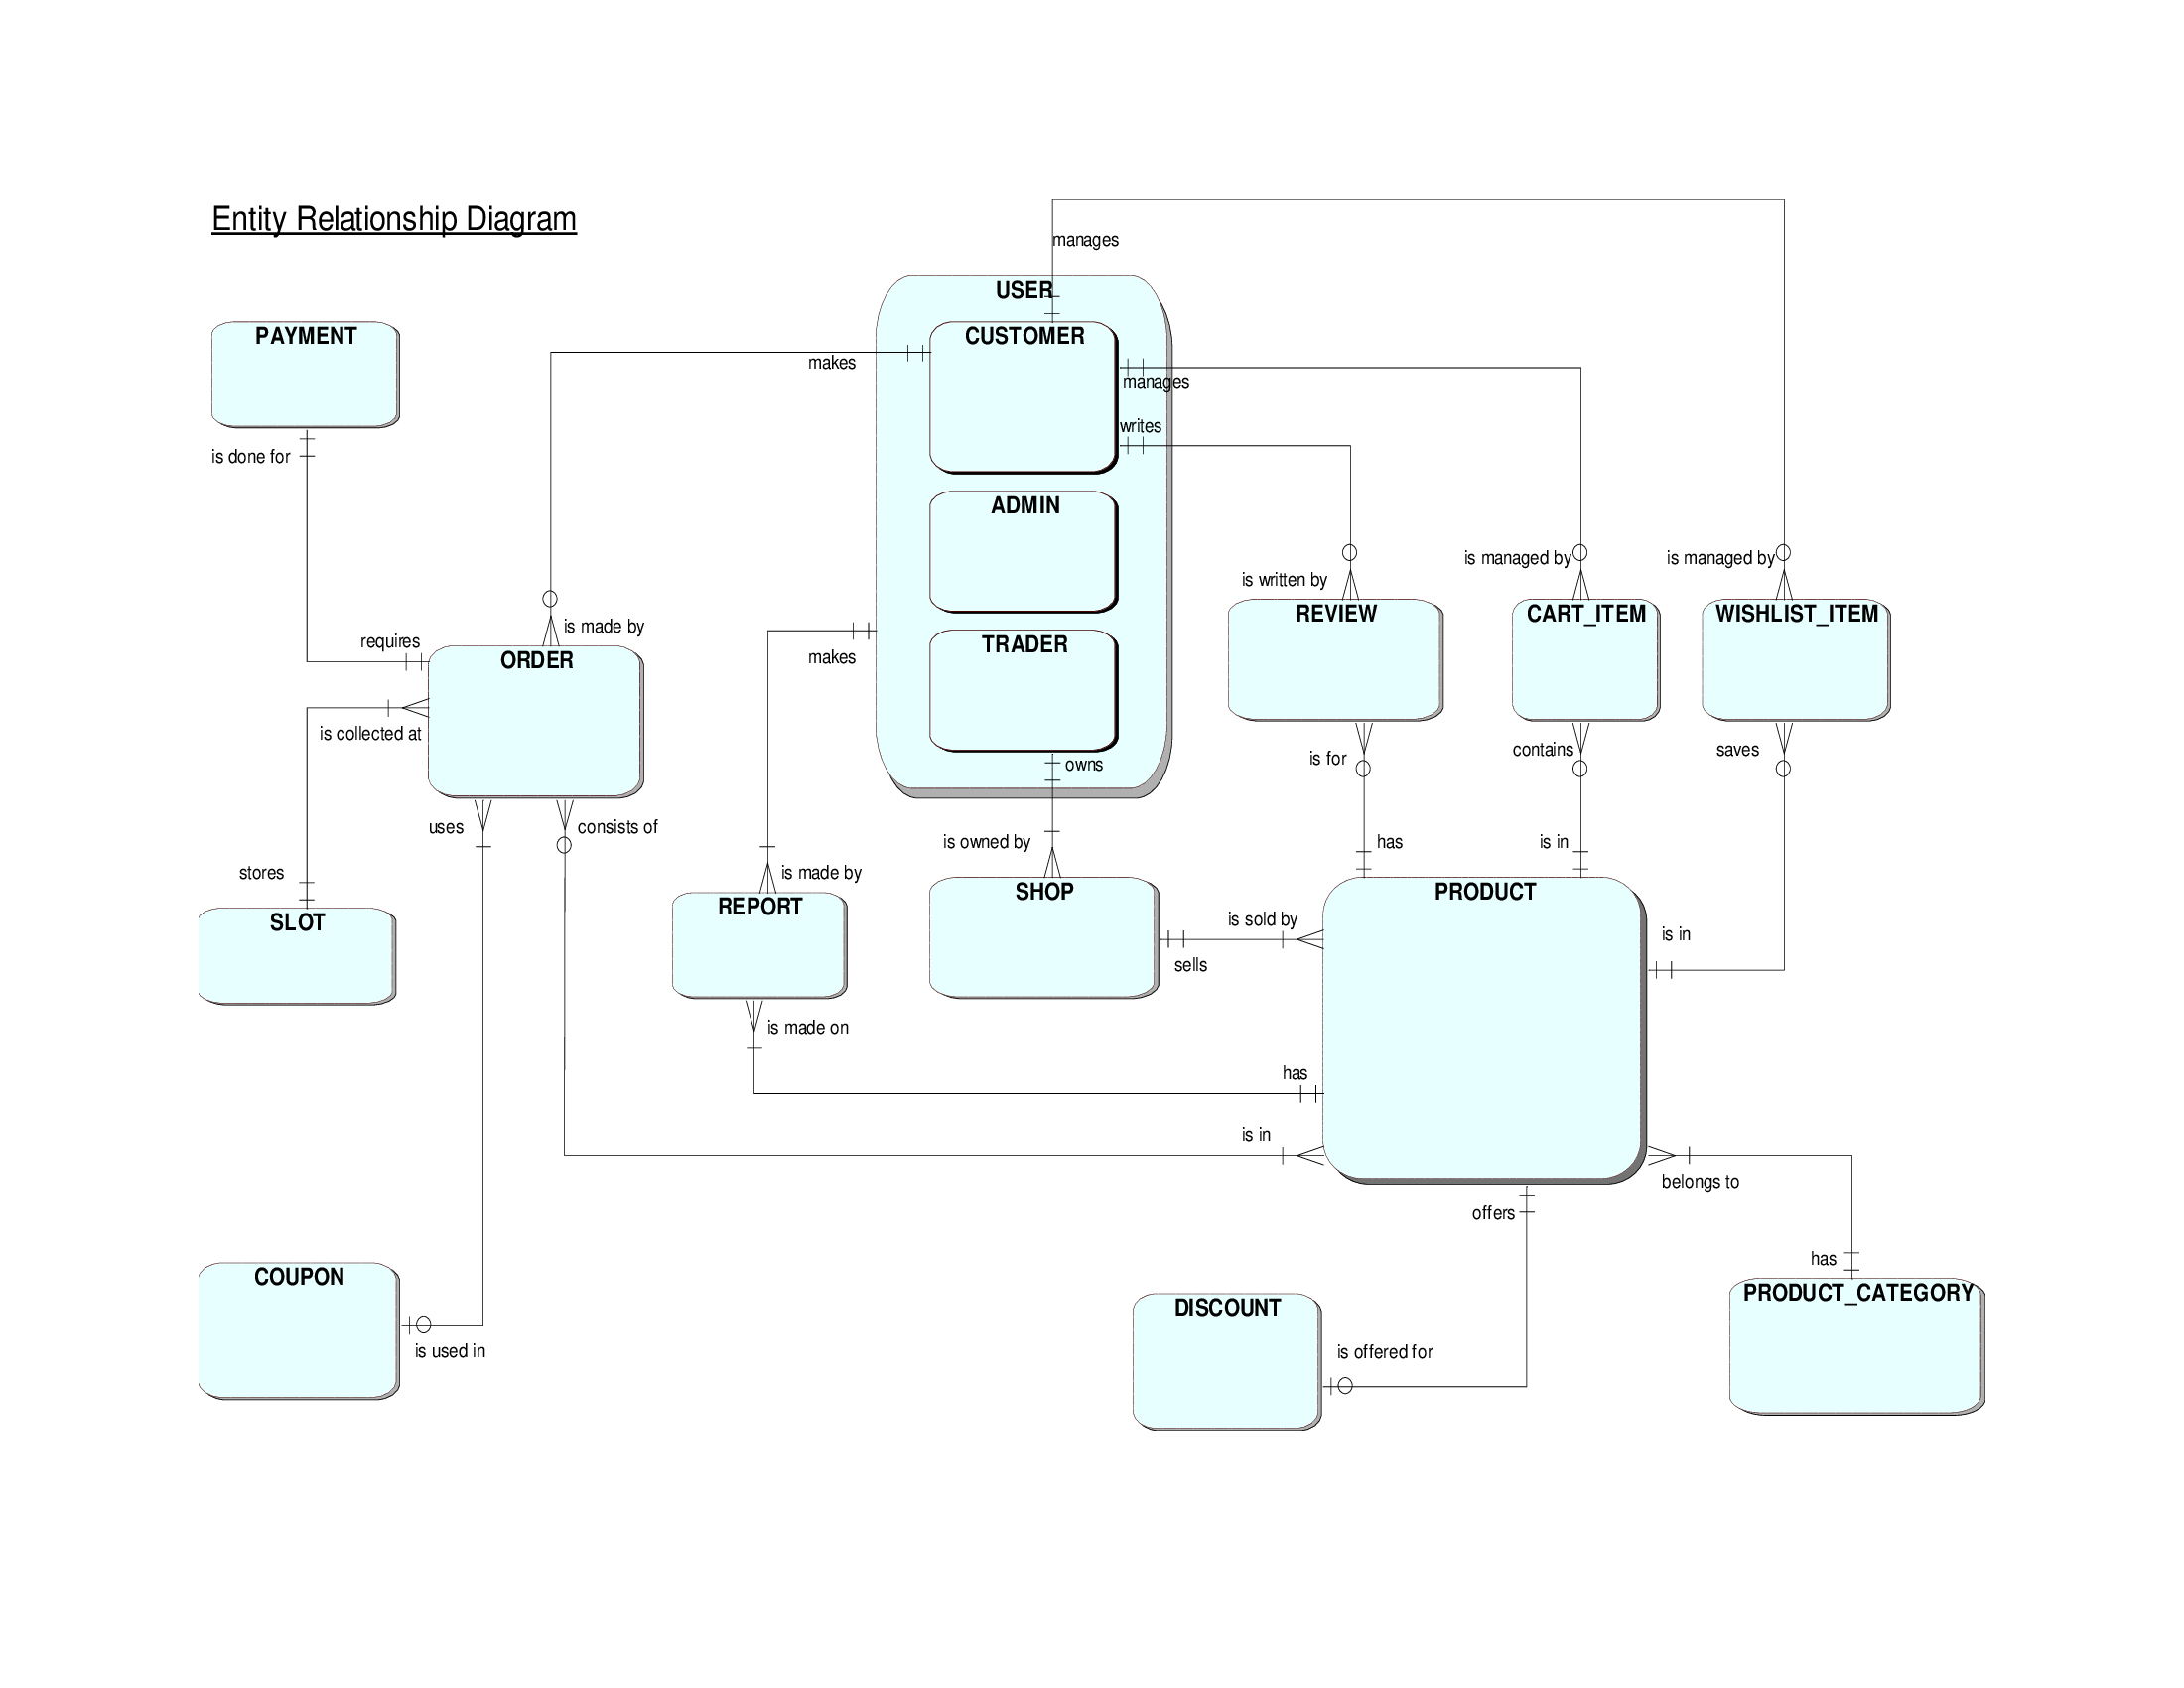 Entity Relationship Diagram
manages
USER
PAYMENT
CUSTOMER
makes
manages
writes
is done for
ADMIN
is written by
is managed by
is managed by
is made by
requires
ORDER
makes
TRADER
REVIEW
CART_ITEM
WISHLIST_ITEM
is collected at
owns
is for
contains
saves
uses
consists of
is owned by
has
is in
stores
is made by
SLOT
REPORT
SHOP
PRODUCT
is sold by
is in
sells
is made on
has
is in
belongs to
offers
has
COUPON
DISCOUNT
PRODUCT_CATEGORY
is used in
is offered for